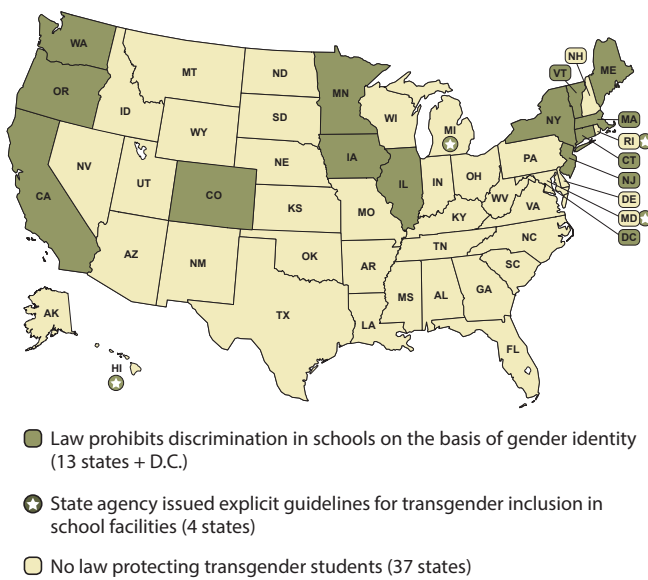 WA
OR
CA
ID
NV
MT
WY
UT
AZ
CO
NM
ND
SD
NE
KS
OK
TX
MN
IA
MO
AR
LA
WI
IL
MI
IN
OH
KY
TN
MS
AL
GA
FL
SC
NC
VA
WV
PA
NY
VT
NH
ME
MA
RI
CT
NJ
DE
MD
DC
AK
HI
Law prohibits discrimination in schools on the basis of gender identity
(13 states + D.C.)
State agency issued explicit guidelines for transgender inclusion in
school facilities (4 states)
No law protecting transgender students (37 states)